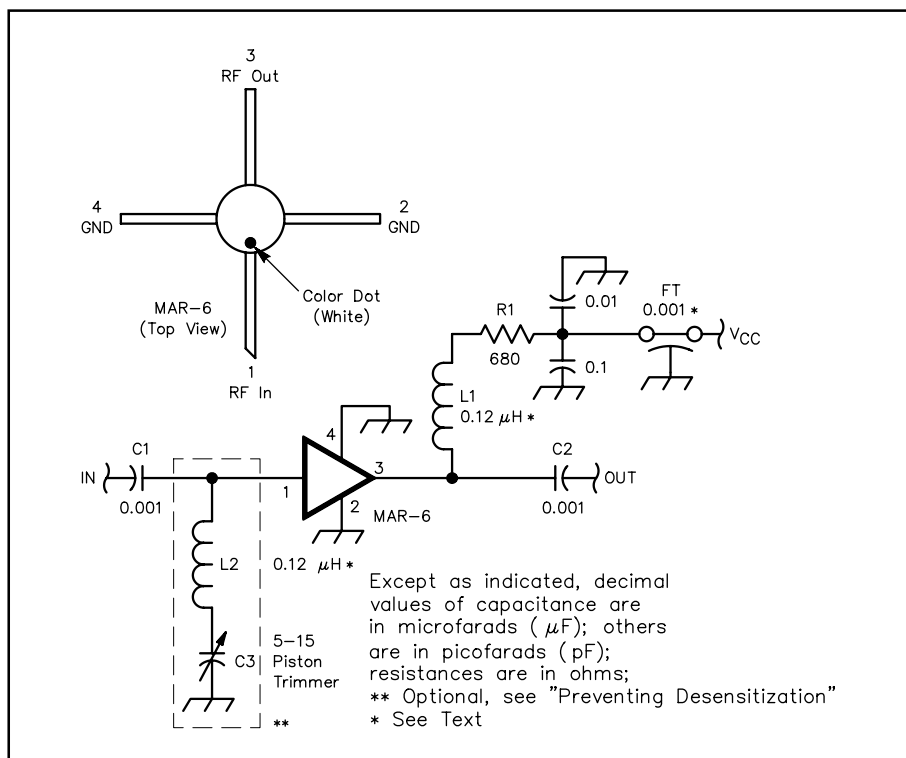 3
RF Out
4
GND
2
GND
Color Dot
(White)
MAR-6
(Top View)
1
RF In
R1
680
0.01
0.1
FT
0.001 *
VCC
L1
0.12 μH *
C1
IN
0.001
4
1
3
2
MAR-6
C2
OUT
0.001
L2
0.12 μH *
C3
5-15
Piston
Trimmer
**
Except as indicated, decimal
values of capacitance are
in microfarads ( μF); others
are in picofarads ( pF);
resistances are in ohms;
** Optional, see "Preventing Desensitization"
* See Text